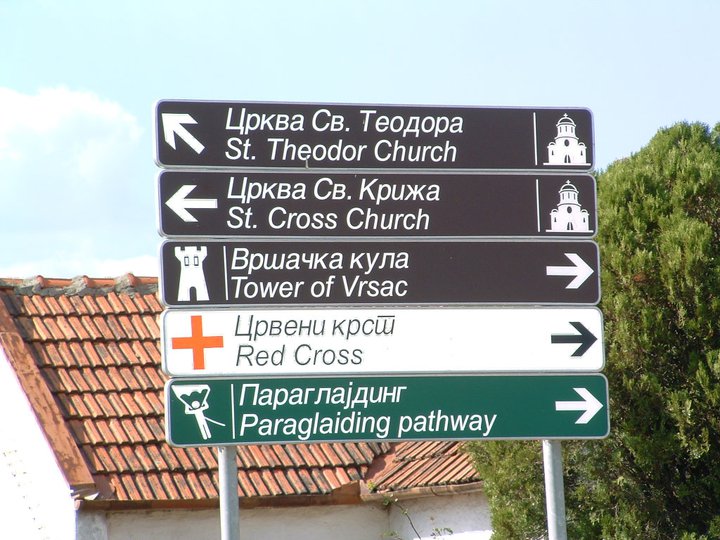 Црква Св. Теодора
St. Theodor Church
Црква Св. Крижа
St. Cross Church
Вршачка кула
Tower of Vrsac
Црвени крст
Red Cross
Параглајдинг
Paraglaiding pathway